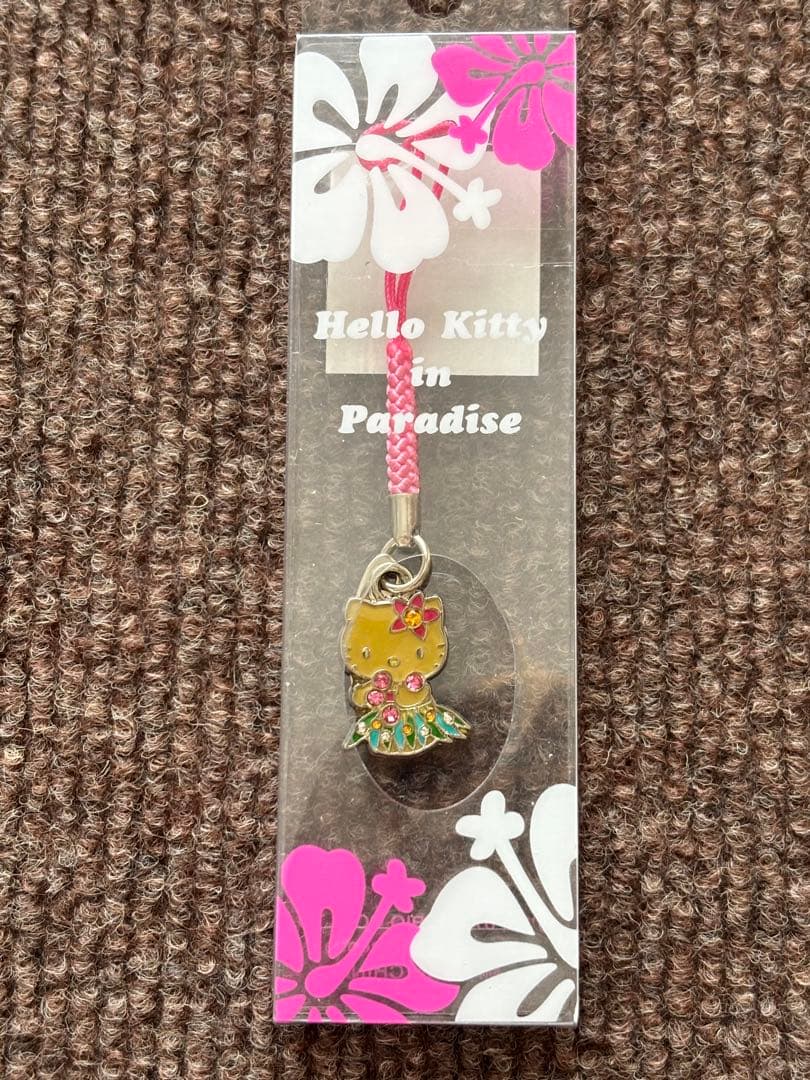 Hello Kitty
in
Paradise